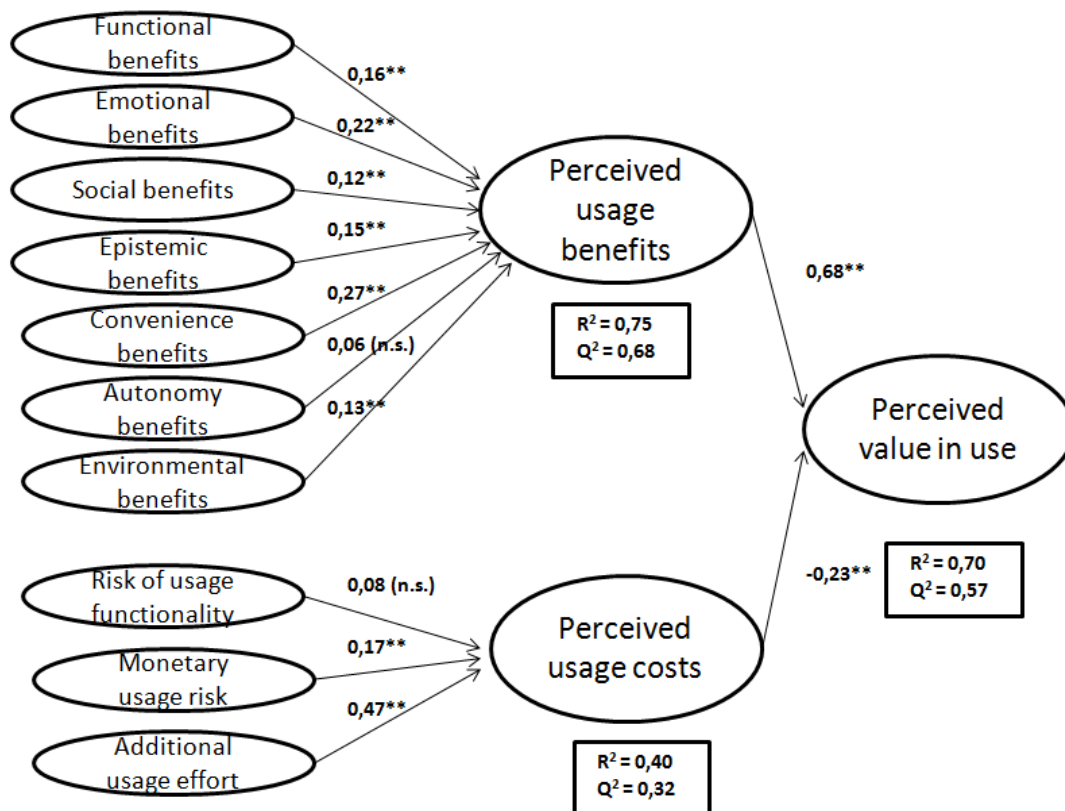 Functional
benefits
0,16**
Emotional
benefits
0,22**
Social benefits
0,12**
Epistemic
benefits
0,15**
Convenience
benefits
0,27**
Autonomy
benefits
0,06 (n.s.)
Environmental
benefits
0,13**
Perceived
usage
benefits
R² = 0,75
Q² = 0,68
0,68**
Perceived
value in use
R² = 0,70
Q² = 0,57
-0,23**
Risk of usage
functionality
0,08 (n.s.)
Monetary
usage risk
0,17**
Additional
usage effort
0,47**
Perceived
usage costs
R² = 0,40
Q² = 0,32